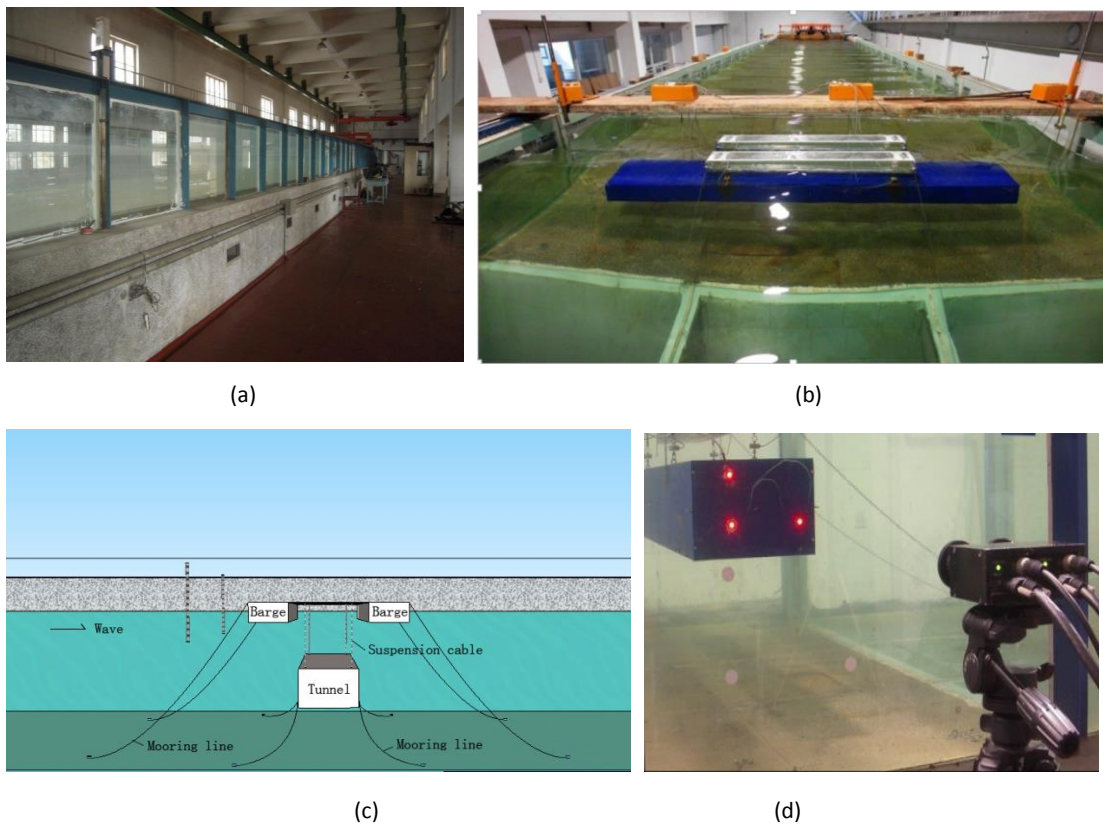 (a)
(b)
Barge
Barge
Wave
Suspension cable
Tunnel
Mooring line
Mooring line
(c)
(d)